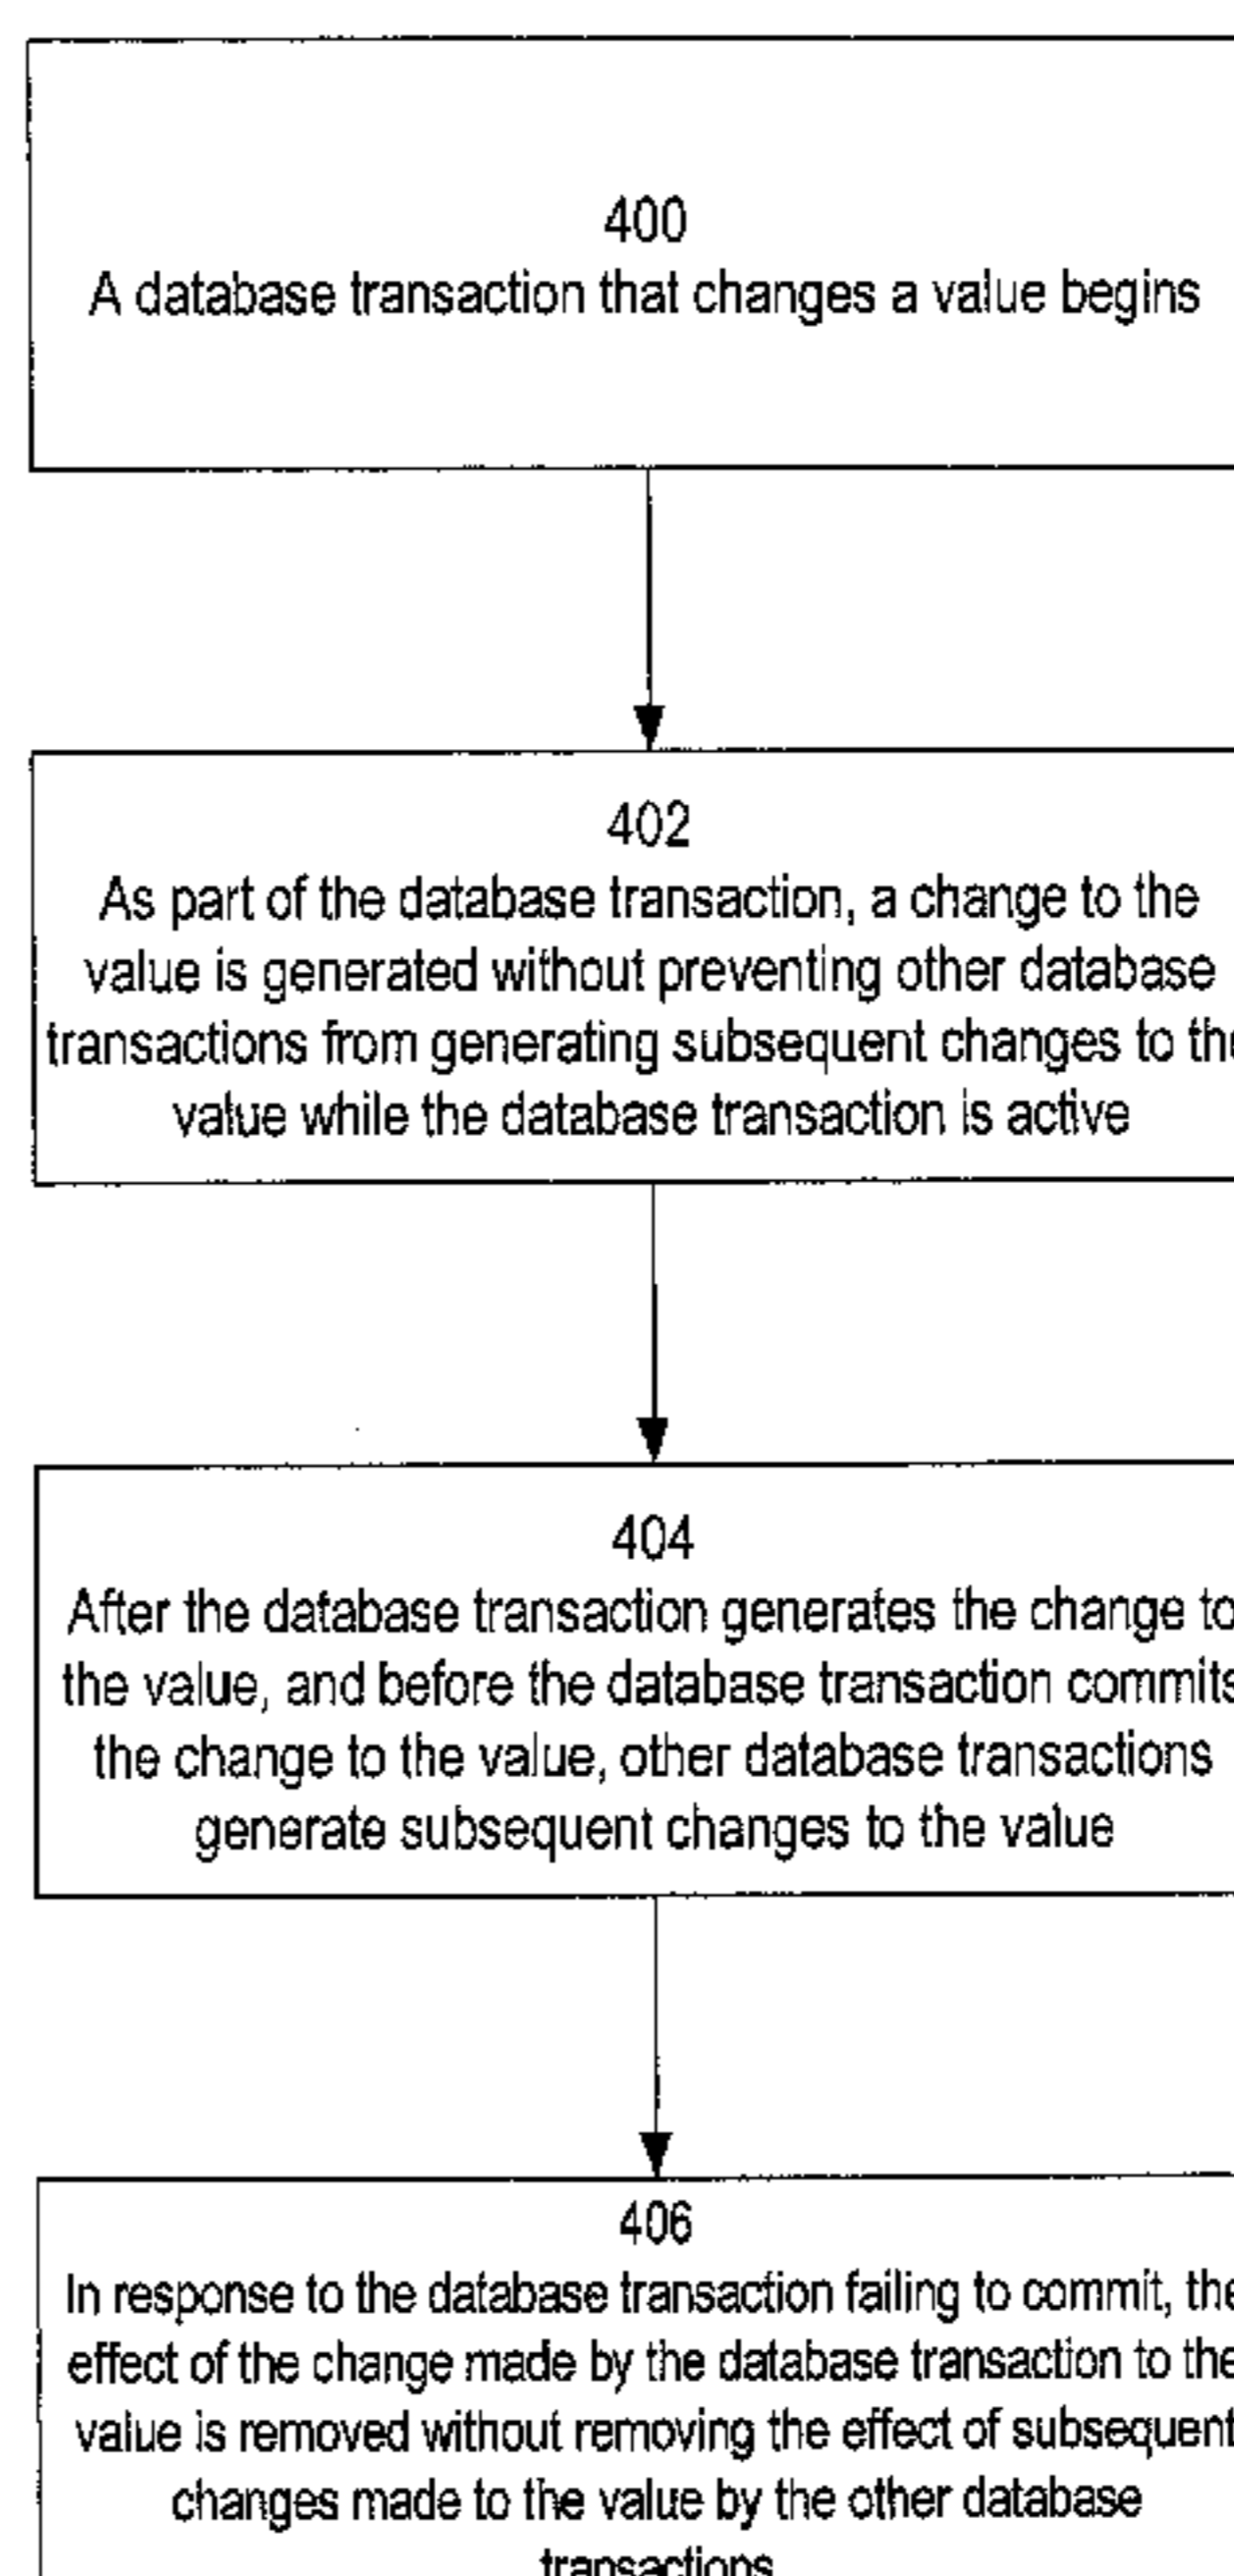 400
A database transaction that changes a value begins
402
As part of the database transaction, a change to the
value is generated without preventing other database
transactions from generating subsequent changes to the
value while the database transaction is active
404
After the database transaction generates the change to
the value, and before the database transaction commits
the change to the value, other database transactions
generate subsequent changes to the value
406
In response to the database transaction failing to commit, the
effect of the change made by the database transaction to the
value is removed without removing the effect of subsequent
changes made to the value by the other database
transactions